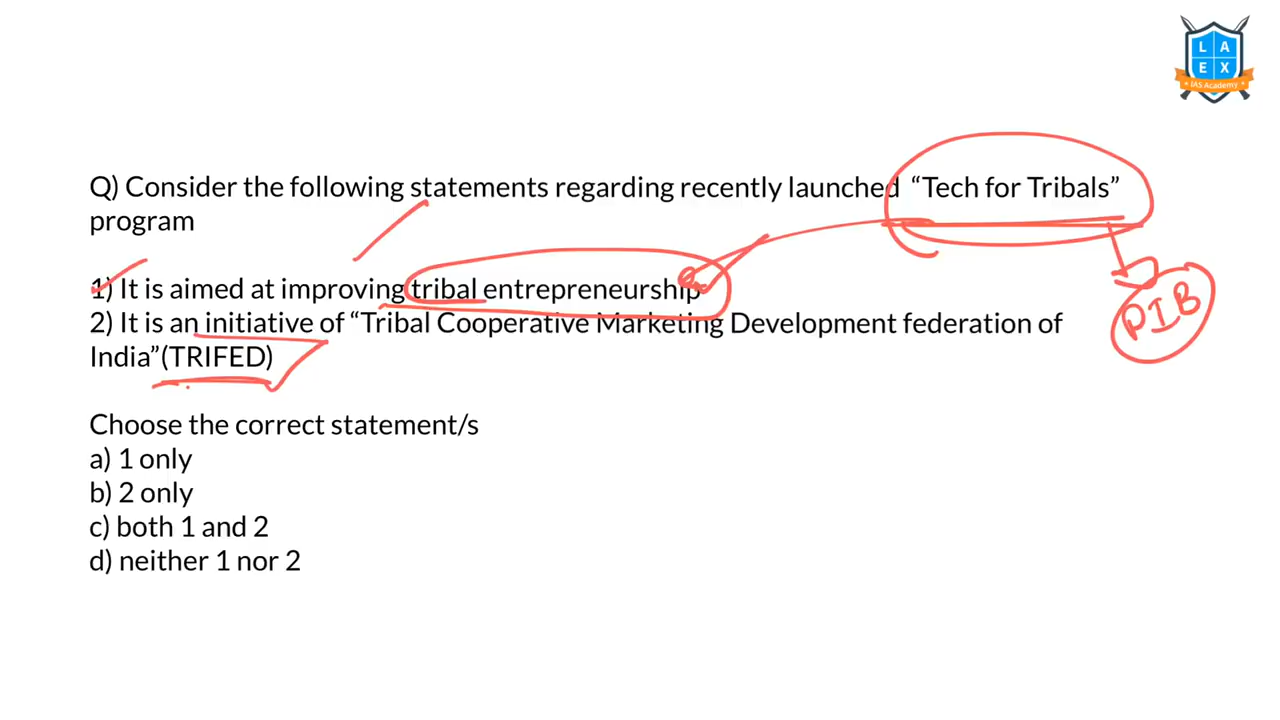 L A
E X
IAS Academy
Q) Consider the following statements regarding recently launched “Tech for Tribals”
program
1) It is aimed at improving tribal entrepreneurship
2) It is an initiative of “Tribal Cooperative Marketing Development federation of
India”(TRIFED)
PIB
Choose the correct statement/s
a) 1 only
b) 2 only
c) both 1 and 2
d) neither 1 nor 2